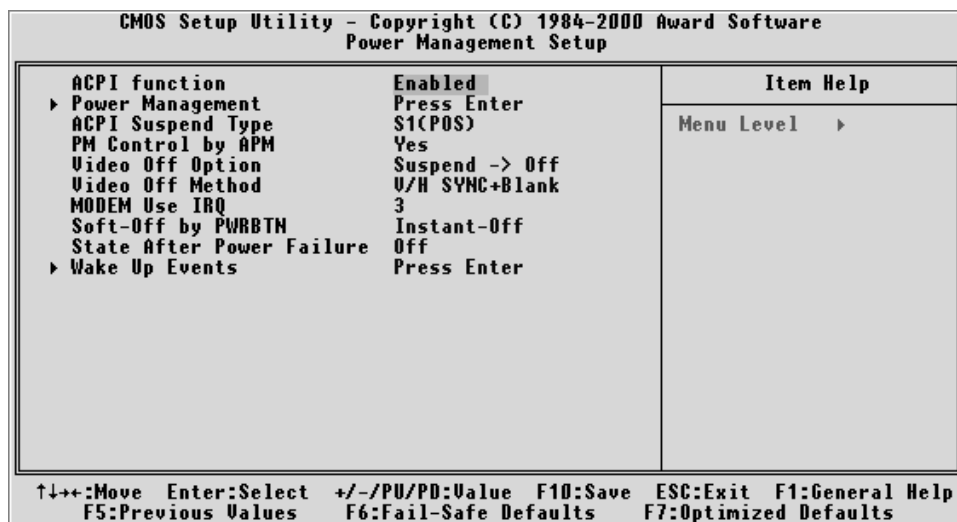 CMOS Setup Utility - Copyright (C) 1984-2000 Award Software
Power Management Setup
ACPI function Enabled
▶ Power Management Press Enter
ACPI Suspend Type S1(POS)
PM Control by APM Yes
Video Off Option Suspend -> Off
Video Off Method V/H SYNC+Blank
MODEM Use IRQ 3
Soft-Off by PWRBTN Instant-Off
State After Power Failure Off
▶ Wake Up Events Press Enter
Item Help
Menu Level ▶
↑↓→←:Move Enter:Select +/-/PU/PD:Value F10:Save ESC:Exit F1:General Help
F5:Previous Values F6:Fail-Safe Defaults F7:Optimized Defaults